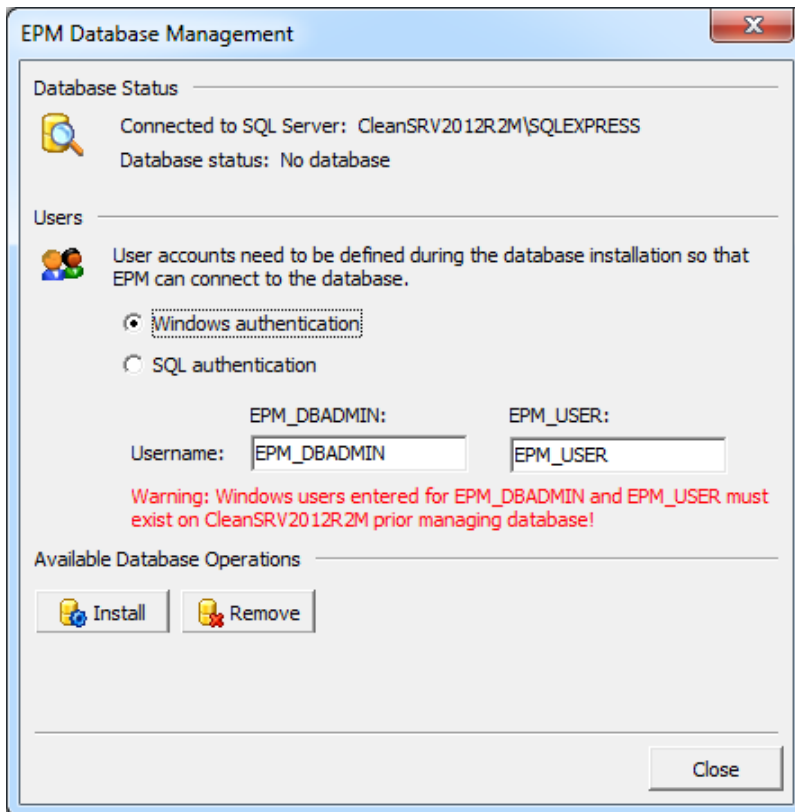 EPM Database Management
Database Status
Connected to SQL Server: CleanSRV2012R2M\SQLEXPRESS
Database status: No database
Users
User accounts need to be defined during the database installation so that
EPM can connect to the database.
Windows authentication
SQL authentication
EPM_DBADMIN: EPM_USER:
Username: EPM_DBADMIN EPM_USER
Warning: Windows users entered for EPM_DBADMIN and EPM_USER must
exist on CleanSRV2012R2M prior managing database!
Available Database Operations
Install Remove
Close